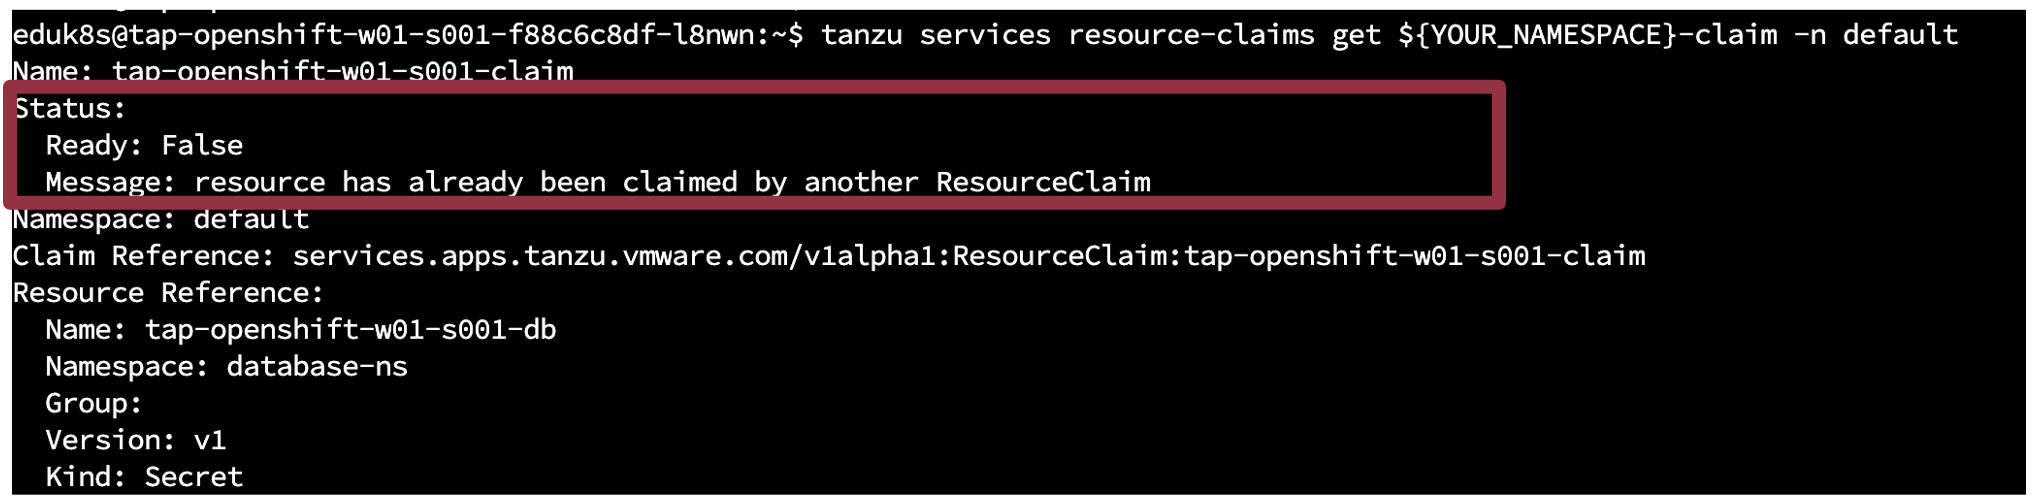 eduk8s@tap-openshift-w01-s001-f88c6c8df-l8nwn:~$ tanzu services resource-claims get ${YOUR_NAMESPACE}-claim -n default
Name: tap-openshift-w01-s001-claim
Status:
  Ready: False
  Message: resource has already been claimed by another ResourceClaim
Namespace: default
Claim Reference: services.apps.tanzu.vmware.com/v1alpha1:ResourceClaim:tap-openshift-w01-s001-claim
Resource Reference:
  Name: tap-openshift-w01-s001-db
  Namespace: database-ns
  Group:
  Version: v1
  Kind: Secret